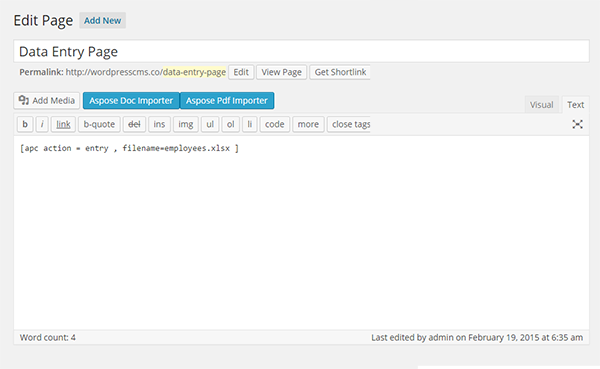 Edit Page Add New
Data Entry Page
Permalink: http://wordpresscms.co/data-entry-page Edit View Page Get Shortlink
Add Media Aspose Doc Importer Aspose Pdf Importer Visual Text
b i link b-quote del ins img ul ol li code more close tags
[apc action = entry , filename=employees.xlsx ]
Word count: 4 Last edited by admin on February 19, 2015 at 6:35 am